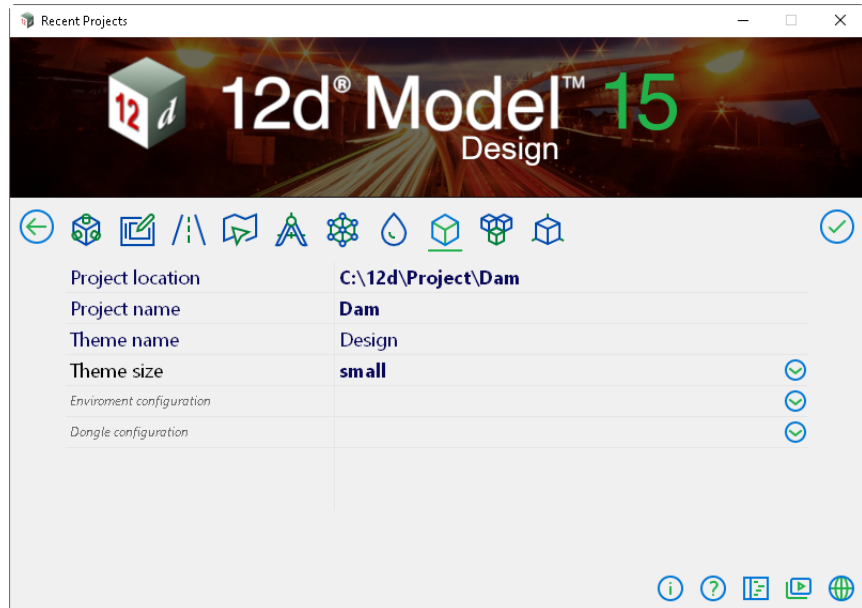 Recent Projects
12 d
12d® Model™ 15
Design
Project location C:\12d\Project\Dam
Project name Dam
Theme name Design
Theme size small
Enviroment configuration
Dongle configuration